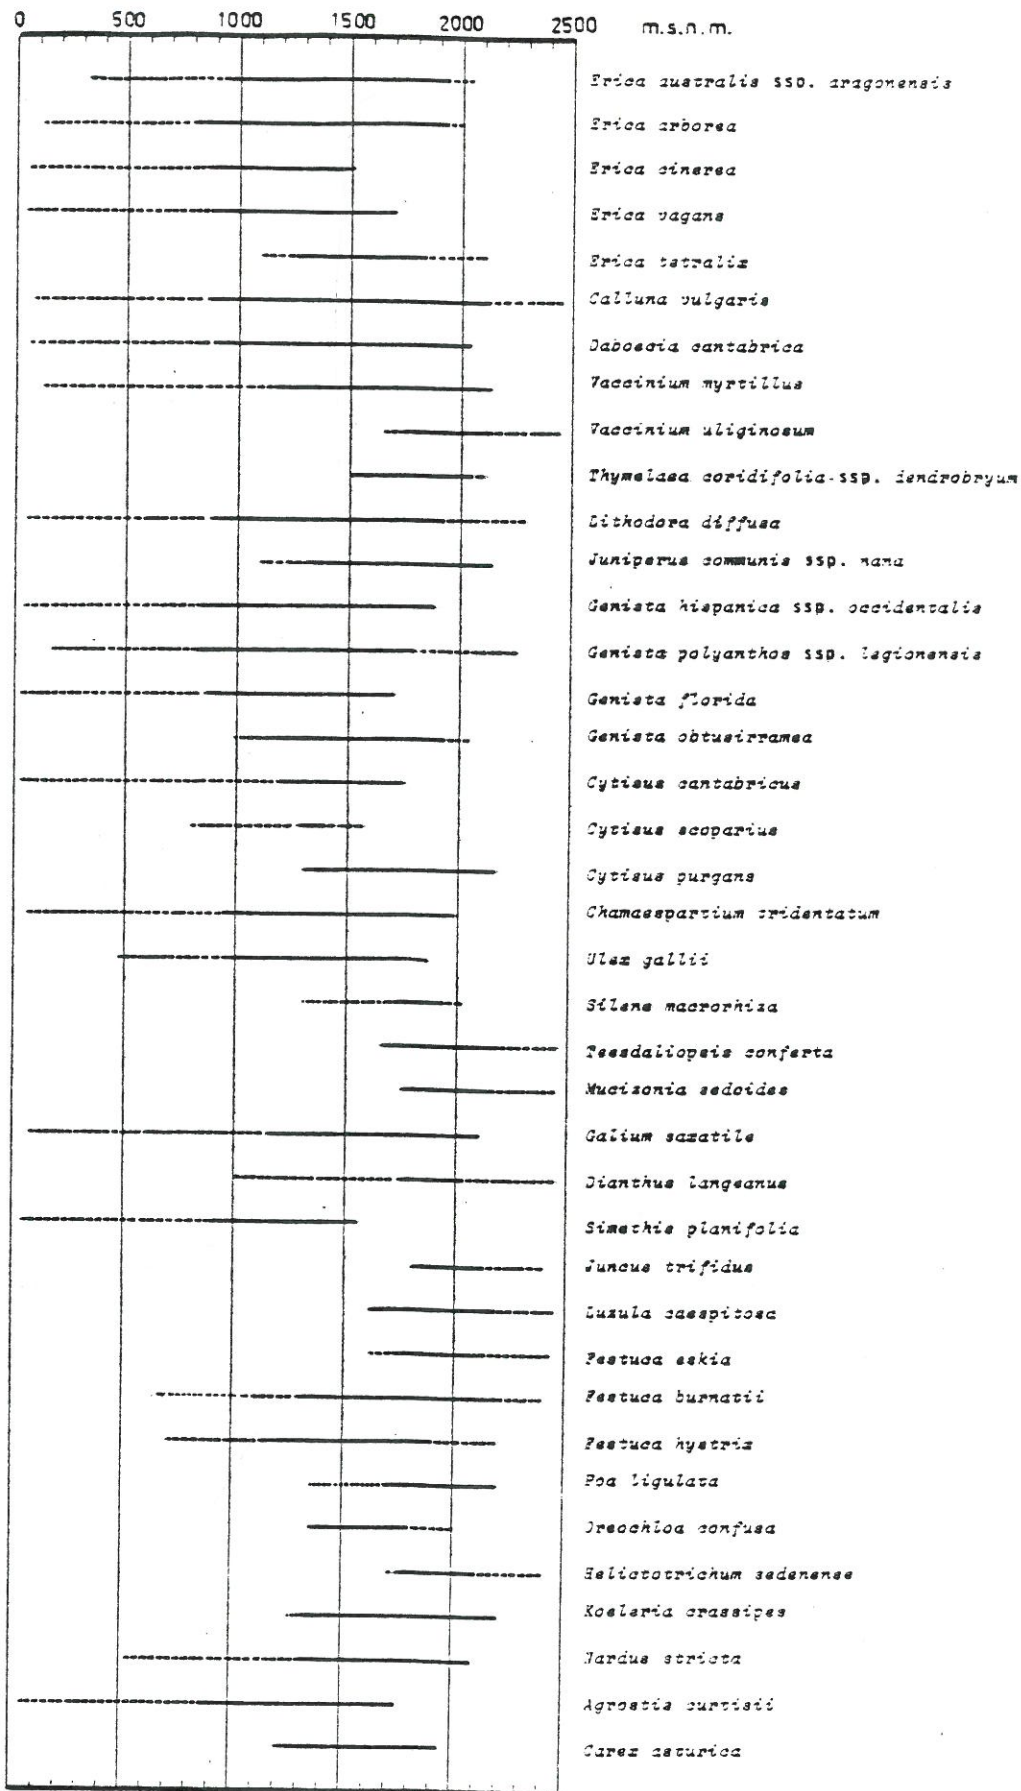 0 500 1000 1500 2000 2500 m.s.n.m.
Erica australis ssp. aragonensis
Erica arborea
Erica cinerea
Erica vagans
Erica tetralix
Calluna vulgaris
Daboecia cantabrica
Vaccinium myrtillus
Vaccinium uliginosum
Thymelaea coridifolia ssp. dendrobryum
Lithodora diffusa
Juniperus communis ssp. nana
Genista hispanica ssp. occidentalis
Genista polyanthos ssp. legionensis
Genista florida
Genista obtusirramea
Cytisus cantabricus
Cytisus scoparius
Cytisus purgans
Chamaespartium tridentatum
Ulex gallii
Silene macrorhiza
Teesdaliopsis conferta
Mucizonia sedoides
Galium saxatile
Dianthus langeanus
Simethis planifolia
Juncus trifidus
Luzula caespitosa
Festuca eskia
Festuca burnatii
Festuca hystrix
Poa ligulata
Oreochloa confusa
Helictotrichum sedenense
Koeleria crassipes
Nardus stricta
Agrostis curtisii
Carex asturica